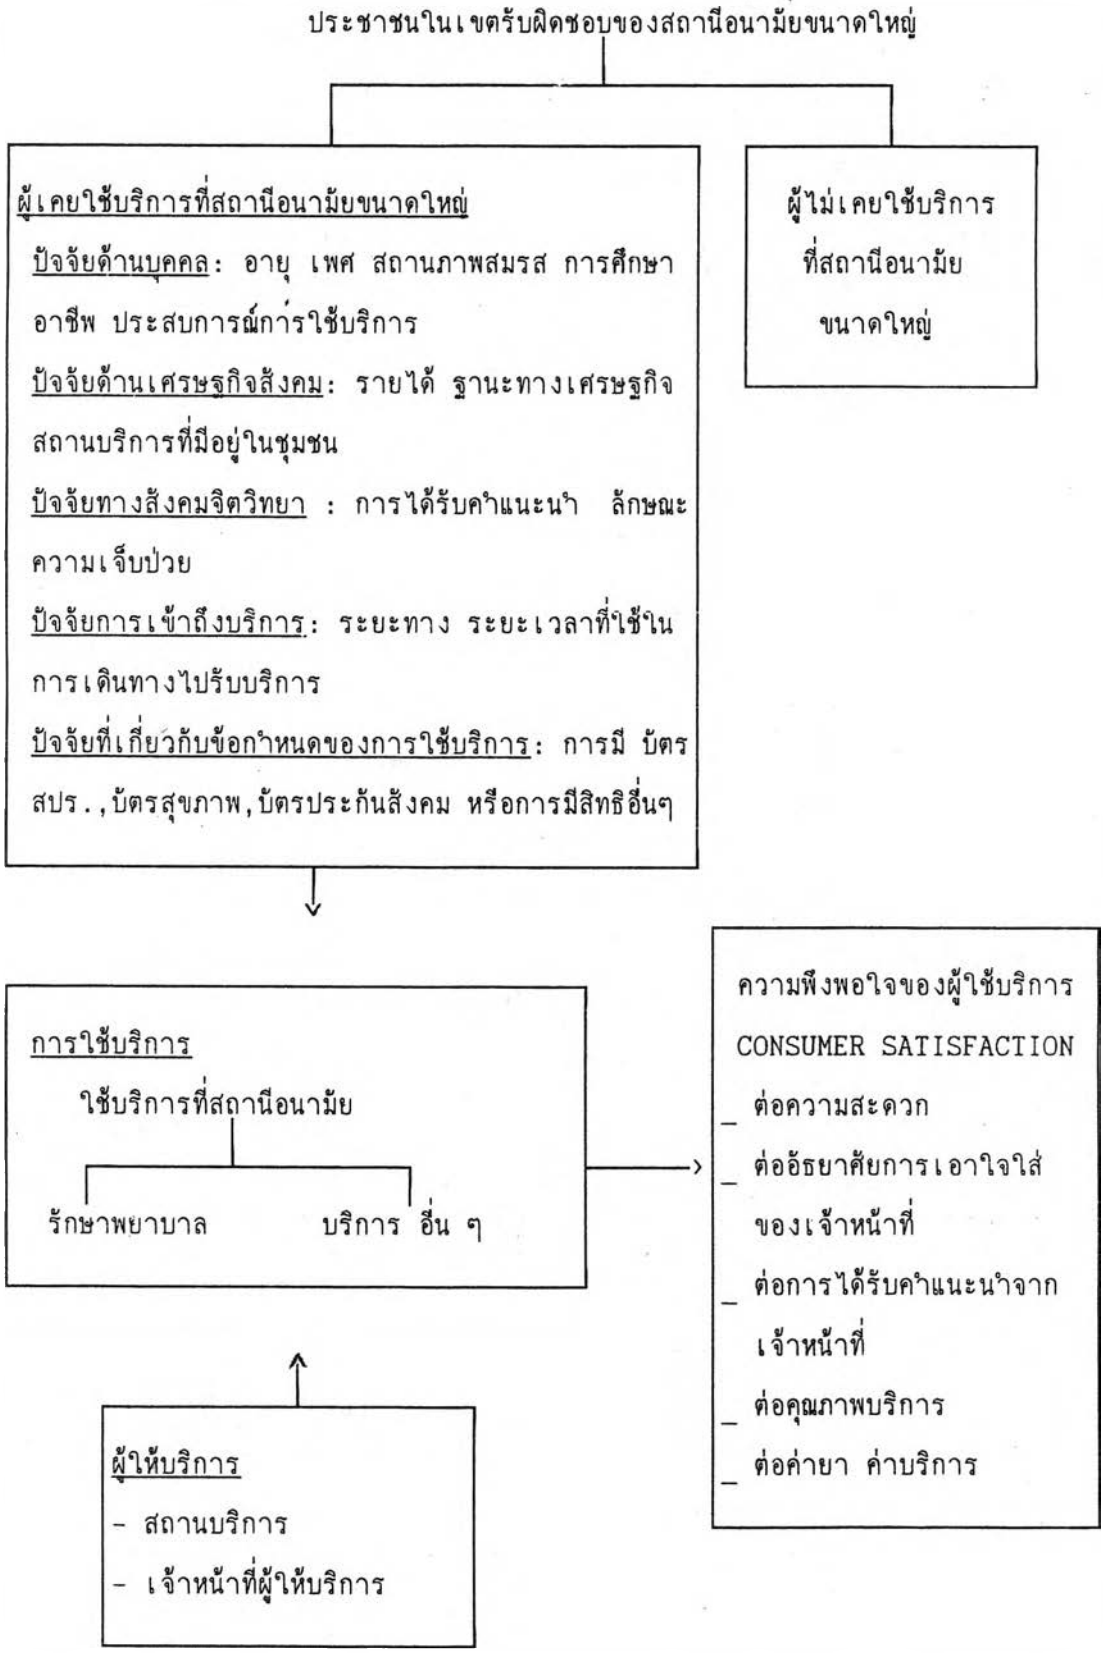 ประชาชนในเขตรับผิดชอบของสถานีอนามัยขนาดใหญ่
ผู้เคยใช้บริการที่สถานีอนามัยขนาดใหญ่
ปัจจัยด้านบุคคล: อายุ เพศ สถานภาพสมรส การศึกษา
อาชีพ ประสบการณ์การใช้บริการ
ปัจจัยด้านเศรษฐกิจสังคม: รายได้ ฐานะทางเศรษฐกิจ
สถานบริการที่มีอยู่ในชุมชน
ปัจจัยทางสังคมจิตวิทยา : การได้รับคำแนะนำ ลักษณะ
ความเจ็บป่วย
ปัจจัยการเข้าถึงบริการ: ระยะทาง ระยะเวลาที่ใช้ใน
การเดินทางไปรับบริการ
ปัจจัยที่เกี่ยวกับข้อกำหนดของการใช้บริการ: การมี บัตร
สปร.,บัตรสุขภาพ,บัตรประกันสังคม หรือการมีสิทธิอื่นๆ
ผู้ไม่เคยใช้บริการ
ที่สถานีอนามัย
ขนาดใหญ่
การใช้บริการ
ใช้บริการที่สถานีอนามัย
รักษาพยาบาล บริการ อื่น ๆ
ความพึงพอใจของผู้ใช้บริการ
CONSUMER SATISFACTION
_ ต่อความสะดวก
_ ต่ออัธยาศัยการเอาใจใส่
ของเจ้าหน้าที่
_ ต่อการได้รับคำแนะนำจาก
เจ้าหน้าที่
_ ต่อคุณภาพบริการ
_ ต่อค่ายา ค่าบริการ
ผู้ให้บริการ
- สถานบริการ
- เจ้าหน้าที่ผู้ให้บริการ